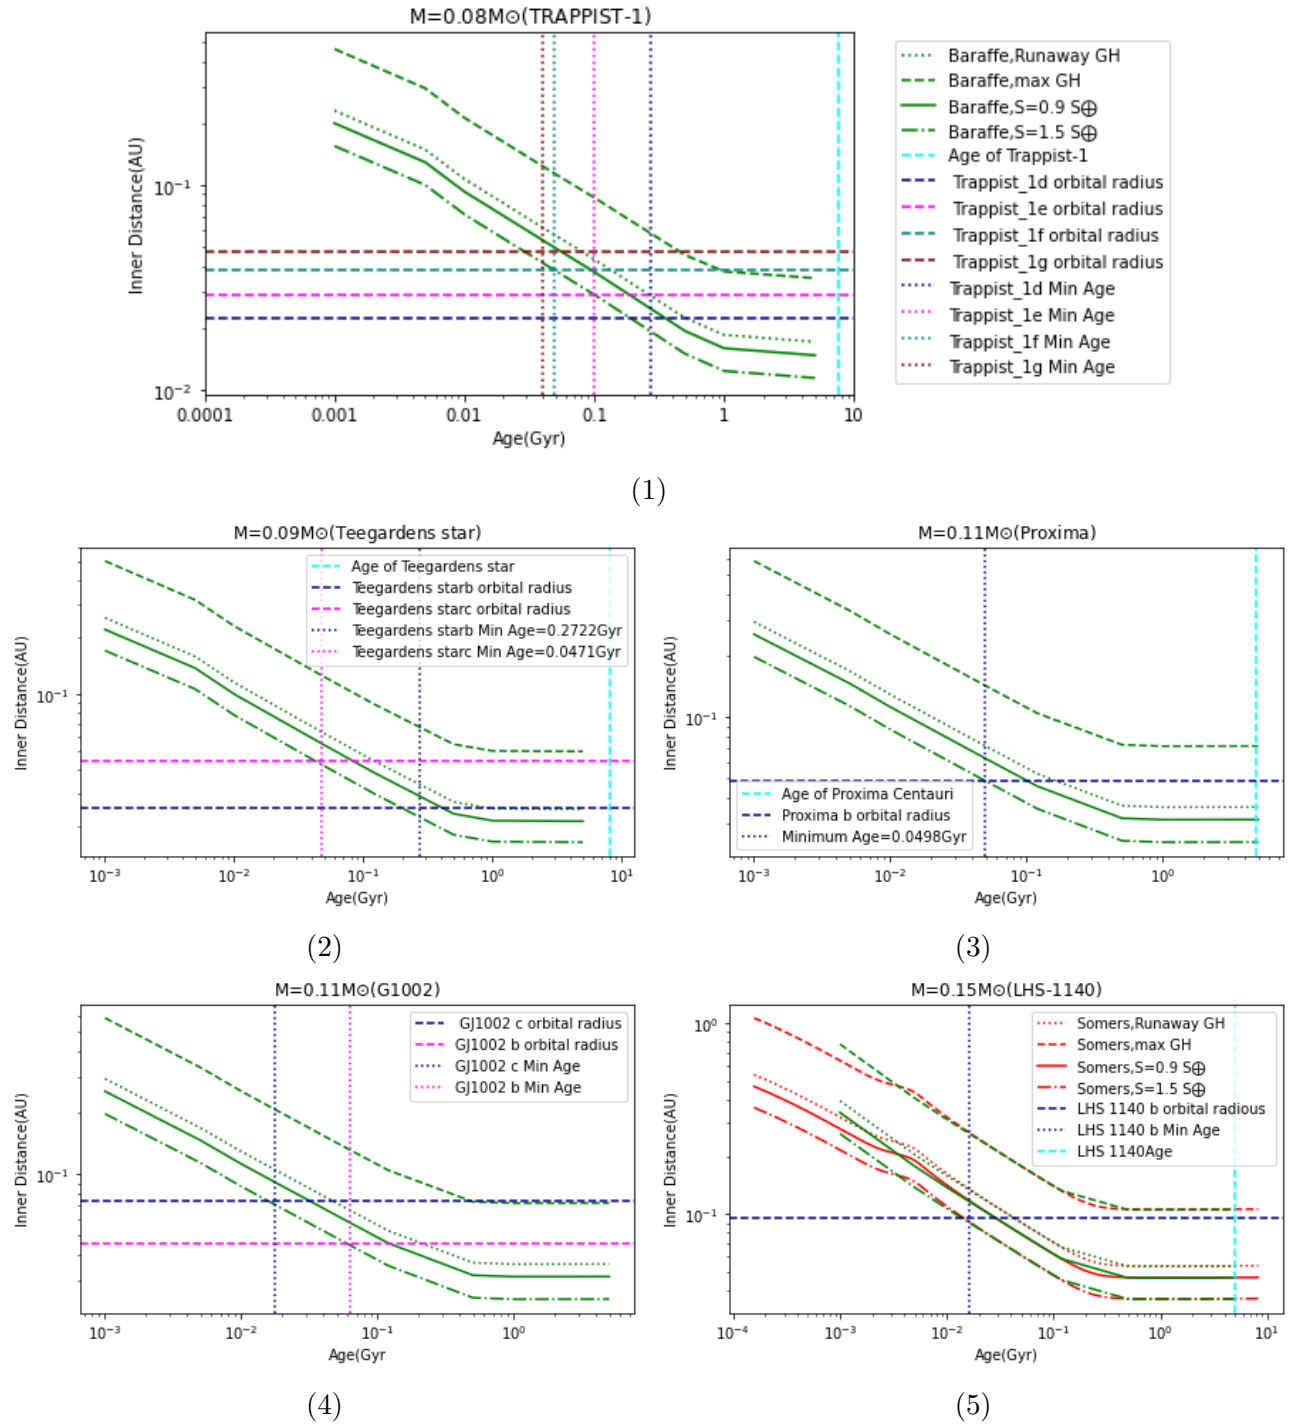 M=0.08M⊙(TRAPPIST-1)
Inner Distance(AU)
10⁻¹
10⁻²
0.0001 0.001 0.01 0.1 1 10
Age(Gyr)
Baraffe,Runaway GH
Baraffe,max GH
Baraffe,S=0.9 S⊕
Baraffe,S=1.5 S⊕
Age of Trappist-1
Trappist_1d orbital radius
Trappist_1e orbital radius
Trappist_1f orbital radius
Trappist_1g orbital radius
Trappist_1d Min Age
Trappist_1e Min Age
Trappist_1f Min Age
Trappist_1g Min Age
(1)
M=0.09M⊙(Teegardens star)
Inner Distance(AU)
10⁻¹
Age of Teegardens star
Teegardens starb orbital radius
Teegardens starc orbital radius
Teegardens starb Min Age=0.2722Gyr
Teegardens starc Min Age=0.0471Gyr
10⁻³ 10⁻² 10⁻¹ 10⁰ 10¹
Age(Gyr)
(2)
M=0.11M⊙(Proxima)
Inner Distance(AU)
10⁻¹
Age of Proxima Centauri
Proxima b orbital radius
Minimum Age=0.0498Gyr
10⁻³ 10⁻² 10⁻¹ 10⁰
Age(Gyr)
(3)
M=0.11M⊙(G1002)
Inner Distance(AU)
10⁻¹
GJ1002 c orbital radius
GJ1002 b orbital radius
GJ1002 c Min Age
GJ1002 b Min Age
10⁻³ 10⁻² 10⁻¹ 10⁰
Age(Gyr
(4)
M=0.15M⊙(LHS-1140)
Inner Distance(AU)
10⁰
10⁻¹
Somers,Runaway GH
Somers,max GH
Somers,S=0.9 S⊕
Somers,S=1.5 S⊕
LHS 1140 b orbital radious
LHS 1140 b Min Age
LHS 1140Age
10⁻⁴ 10⁻³ 10⁻² 10⁻¹ 10⁰ 10¹
Age(Gyr)
(5)